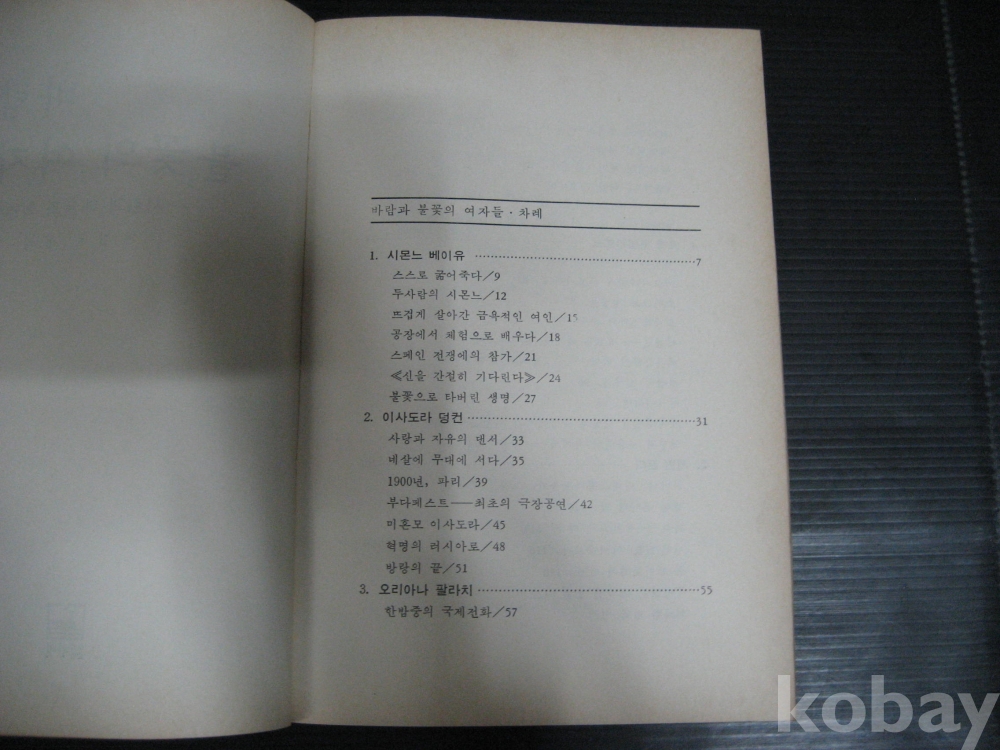 바람과 불꽃의 여자들 · 차례
1. 시몬느 베이유 ················ 7
스스로 굶어죽다/9
두사람의 시몬느/12
뜨겁게 살아간 금욕적인 여인/15
공장에서 체험으로 배우다/18
스페인 전쟁에의 참가/21
≪신을 간절히 기다린다≫/24
불꽃으로 타버린 생명/27
2. 이사도라 덩컨 ················ 31
사랑과 자유의 댄서/33
네살에 무대에 서다/35
1900년, 파리/39
부다페스트——최초의 극장공연/42
미혼모 이사도라/45
혁명의 러시아로/48
방랑의 끝/51
3. 오리아나 팔라치 ················ 55
한밤중의 국제전화/57
kobay